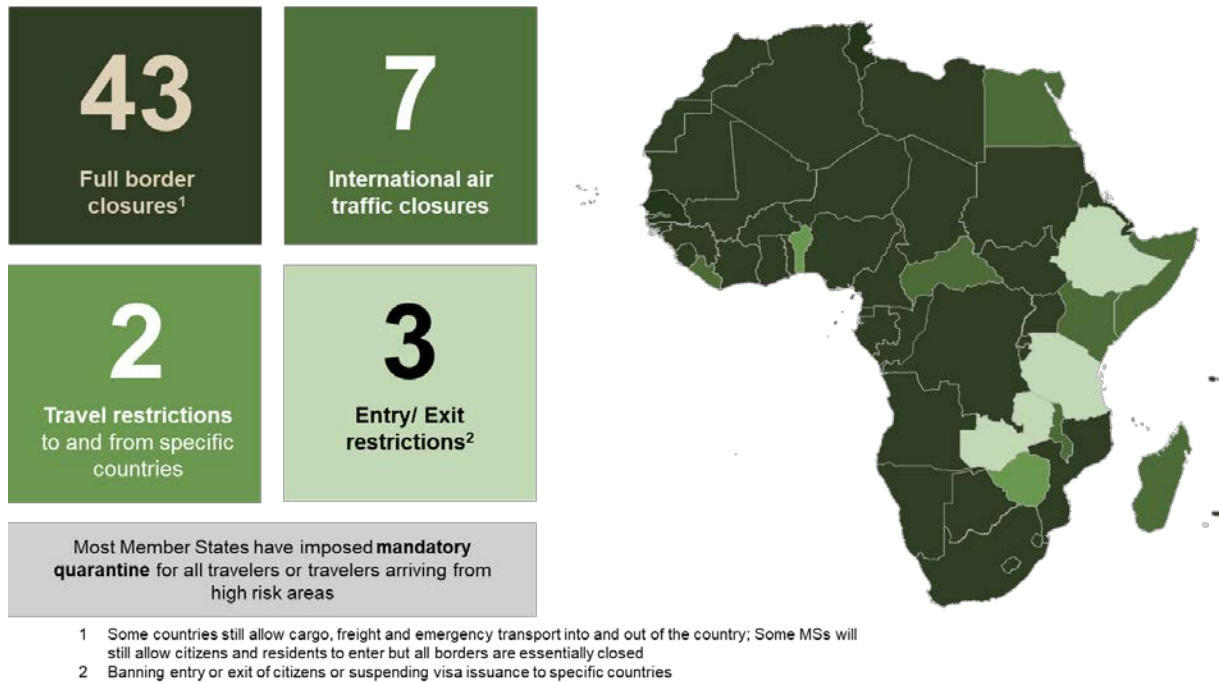 43
Full border
closures1
7
International air
traffic closures
2
Travel restrictions
to and from specific
countries
3
Entry/ Exit
restrictions2
Most Member States have imposed mandatory
quarantine for all travelers or travelers arriving from
high risk areas
1 Some countries still allow cargo, freight and emergency transport into and out of the country; Some MSs will
still allow citizens and residents to enter but all borders are essentially closed
2 Banning entry or exit of citizens or suspending visa issuance to specific countries